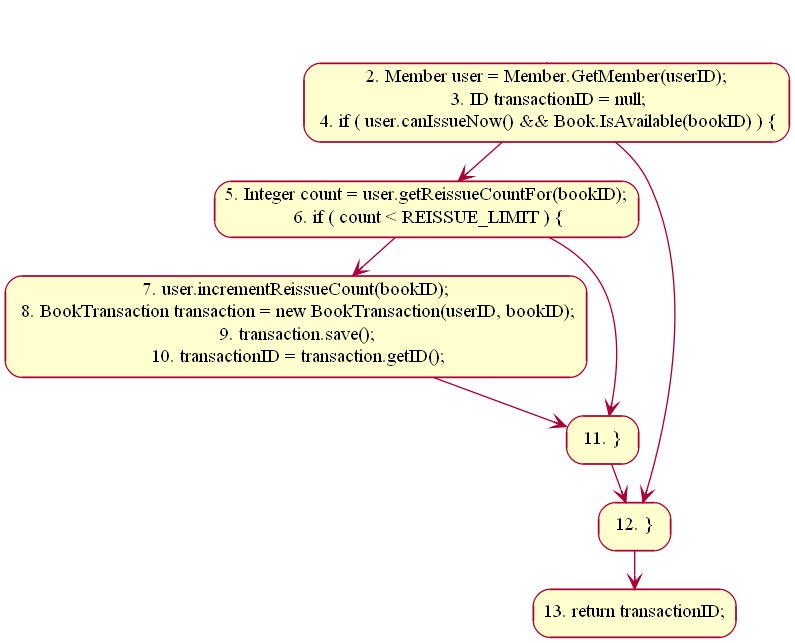 2. Member user = Member.GetMember(userID);
3. ID transactionID = null;
4. if ( user.canIssueNow() && Book.IsAvailable(bookID) ) {
5. Integer count = user.getReissueCountFor(bookID);
6. if ( count < REISSUE_LIMIT ) {
7. user.incrementReissueCount(bookID);
8. BookTransaction transaction = new BookTransaction(userID, bookID);
9. transaction.save();
10. transactionID = transaction.getID();
11. }
12. }
13. return transactionID;